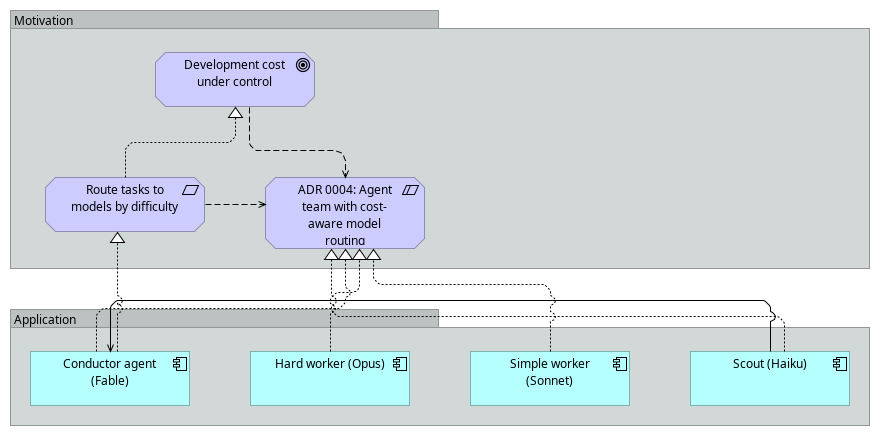 Motivation
Development cost
under control
Route tasks to
models by difficulty
ADR 0004: Agent
team with cost-
aware model
routing
Application
Conductor agent
(Fable)
Hard worker (Opus)
Simple worker
(Sonnet)
Scout (Haiku)